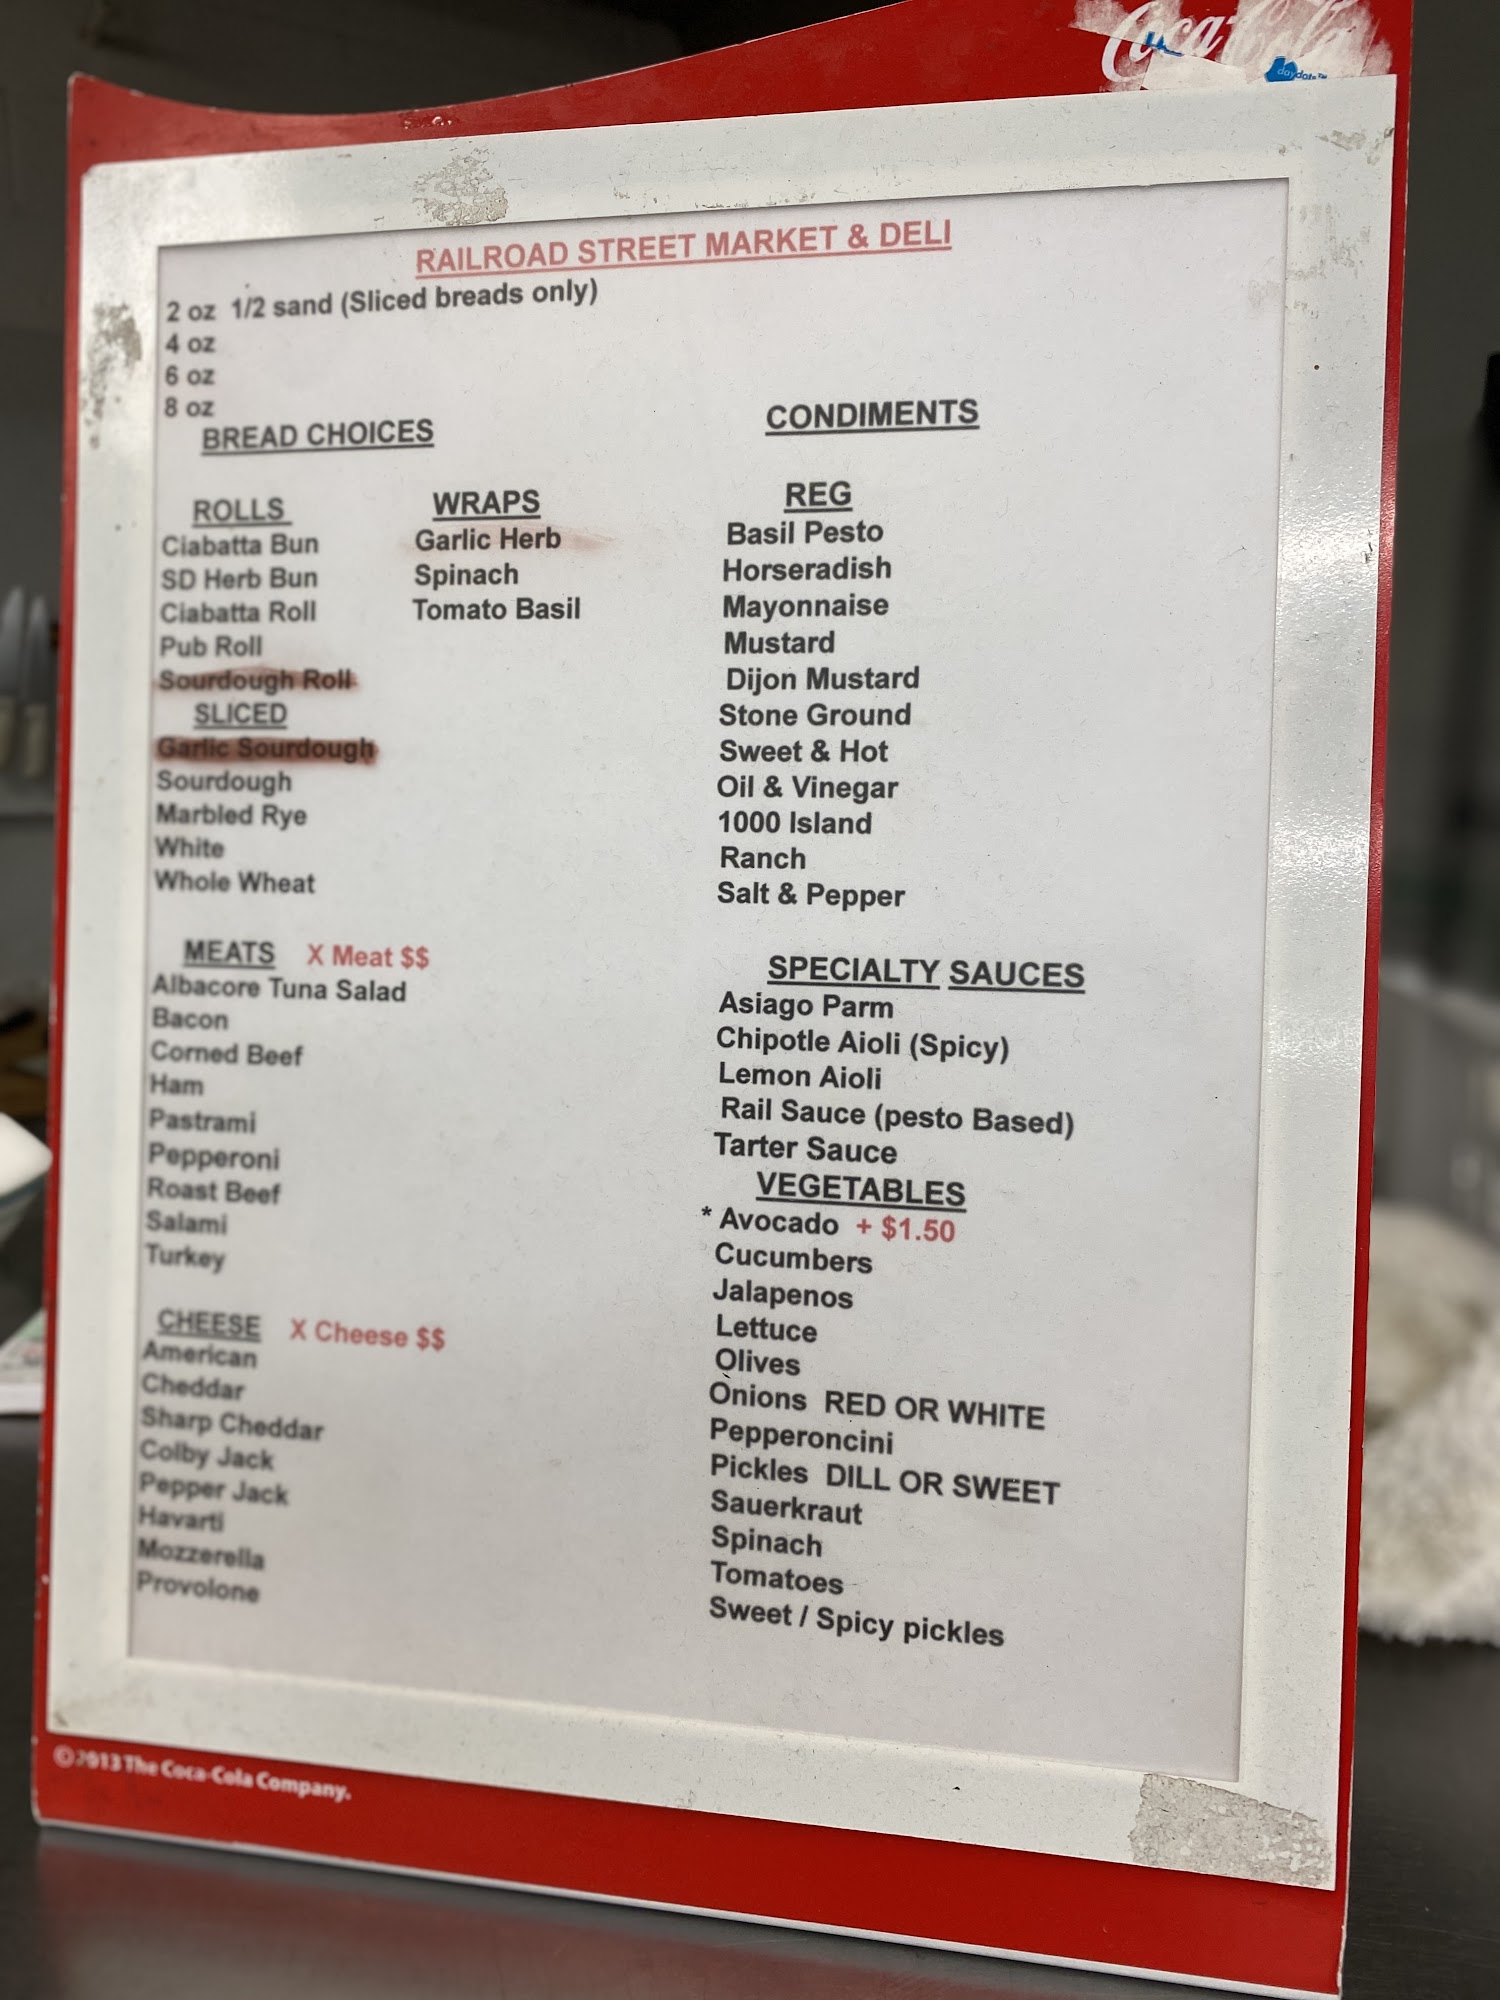 Coca-Cola
daydots
RAILROAD STREET MARKET & DELI
2 oz 1/2 sand (Sliced breads only)
4 oz
6 oz
8 oz
BREAD CHOICES
ROLLS
Ciabatta Bun
SD Herb Bun
Ciabatta Roll
Pub Roll
Sourdough Roll
SLICED
Garlic Sourdough
Sourdough
Marbled Rye
White
Whole Wheat
WRAPS
Garlic Herb
Spinach
Tomato Basil
MEATS X Meat $$
Albacore Tuna Salad
Bacon
Corned Beef
Ham
Pastrami
Pepperoni
Roast Beef
Salami
Turkey
CHEESE X Cheese $$
American
Cheddar
Sharp Cheddar
Colby Jack
Pepper Jack
Havarti
Mozzerella
Provolone
CONDIMENTS
REG
Basil Pesto
Horseradish
Mayonnaise
Mustard
Dijon Mustard
Stone Ground
Sweet & Hot
Oil & Vinegar
1000 Island
Ranch
Salt & Pepper
SPECIALTY SAUCES
Asiago Parm
Chipotle Aioli (Spicy)
Lemon Aioli
Rail Sauce (pesto Based)
Tarter Sauce
VEGETABLES
* Avocado + $1.50
Cucumbers
Jalapenos
Lettuce
Olives
Onions RED OR WHITE
Pepperoncini
Pickles DILL OR SWEET
Sauerkraut
Spinach
Tomatoes
Sweet / Spicy pickles
©2013 The Coca-Cola Company.